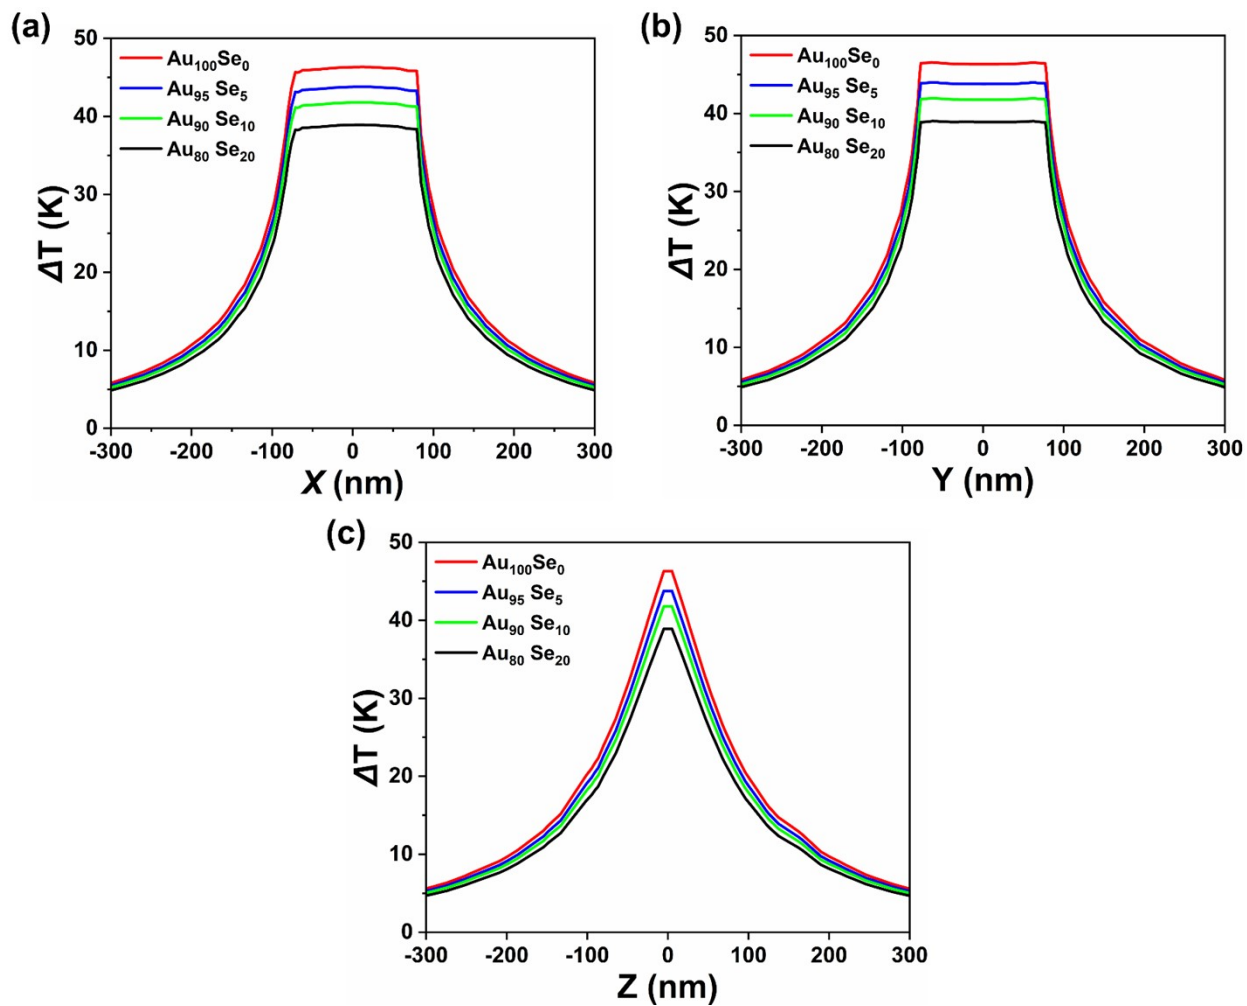 (a)
50
40
30
20
10
0
ΔT (K)
Au₁₀₀Se₀
Au₉₅ Se₅
Au₉₀ Se₁₀
Au₈₀ Se₂₀
-300 -200 -100 0 100 200 300
X (nm)
(b)
50
40
30
20
10
0
ΔT (K)
Au₁₀₀Se₀
Au₉₅ Se₅
Au₉₀ Se₁₀
Au₈₀ Se₂₀
-300 -200 -100 0 100 200 300
Y (nm)
(c)
50
40
30
20
10
0
ΔT (K)
Au₁₀₀Se₀
Au₉₅ Se₅
Au₉₀ Se₁₀
Au₈₀ Se₂₀
-300 -200 -100 0 100 200 300
Z (nm)